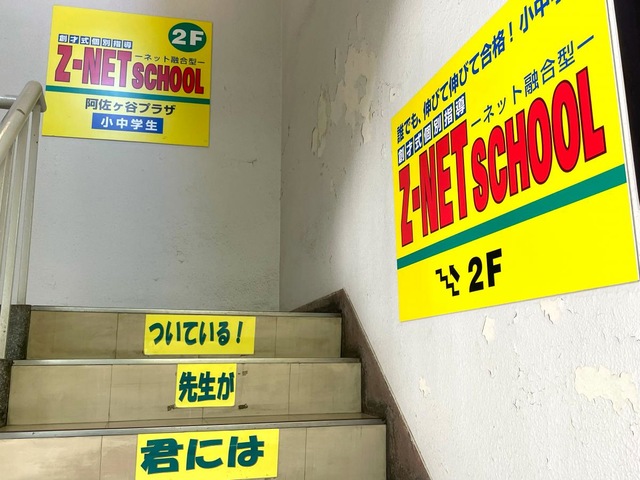 2F
創才式個別指導
ーネット融合型ー
Z-NET SCHOOL
阿佐ヶ谷プラザ
小中学生
誰でも、伸びて伸びて合格！小中
創才式個別指導
ーネット融合型ー
Z-NET SCHOOL
2F
ついている！
先生が
君には